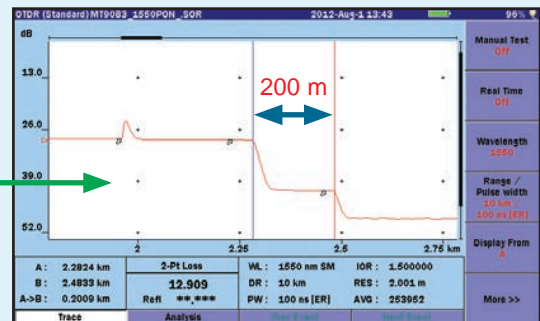 OTDR (Standard) MT9083_1550PON_.SOR 2012-Aug-1 13:43 96%
dB
13.0
26.0
39.0
52.0
200 m
2 2.25 2.5 2.75 km
A: 2.2824 km
B: 2.4833 km
A->B: 0.2009 km
2-Pt Loss
12.909
Refl **.***
WL: 1550 nm SM IOR: 1.500000
DR: 10 km RES: 2.001 m
PW: 100 ns [ER] AVG: 253952
Trace Analysis
Manual Test
Off
Real Time
Off
Wavelength
1550
Range /
Pulse width
10 km /
100 ns [ER]
Display From
A
More >>